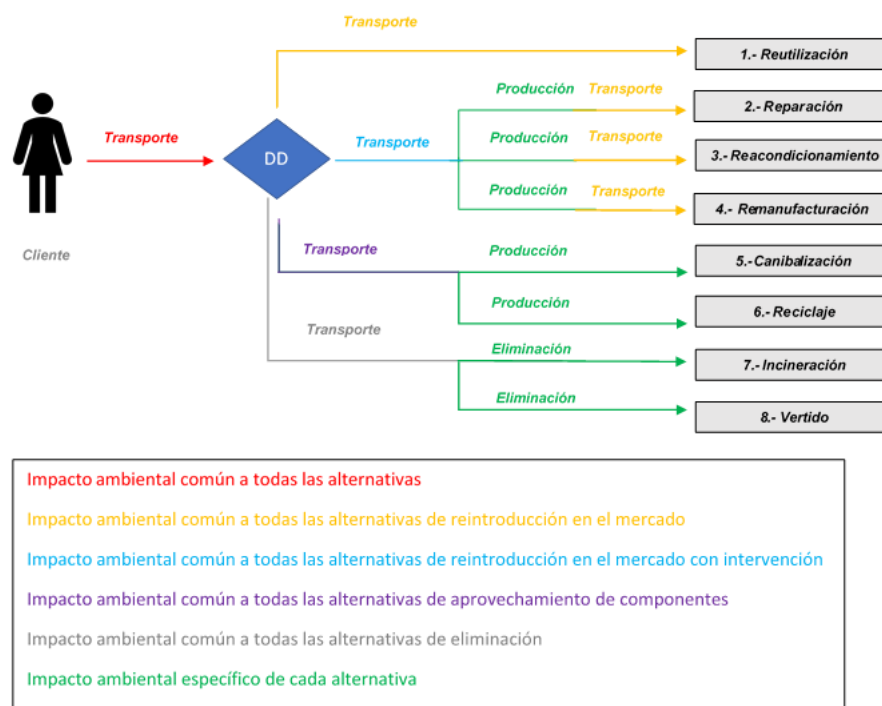 Transporte
1.- Reutilización
Producción Transporte
2.- Reparación
Transporte
DD
Transporte
Producción Transporte
3.- Reacondicionamiento
Producción Transporte
4.- Remanufacturación
Cliente
Transporte
Producción
5.-Canibalización
Producción
6.- Reciclaje
Transporte
Eliminación
7.- Incineración
Eliminación
8.- Vertido
Impacto ambiental común a todas las alternativas
Impacto ambiental común a todas las alternativas de reintroducción en el mercado
Impacto ambiental común a todas las alternativas de reintroducción en el mercado con intervención
Impacto ambiental común a todas las alternativas de aprovechamiento de componentes
Impacto ambiental común a todas las alternativas de eliminación
Impacto ambiental específico de cada alternativa